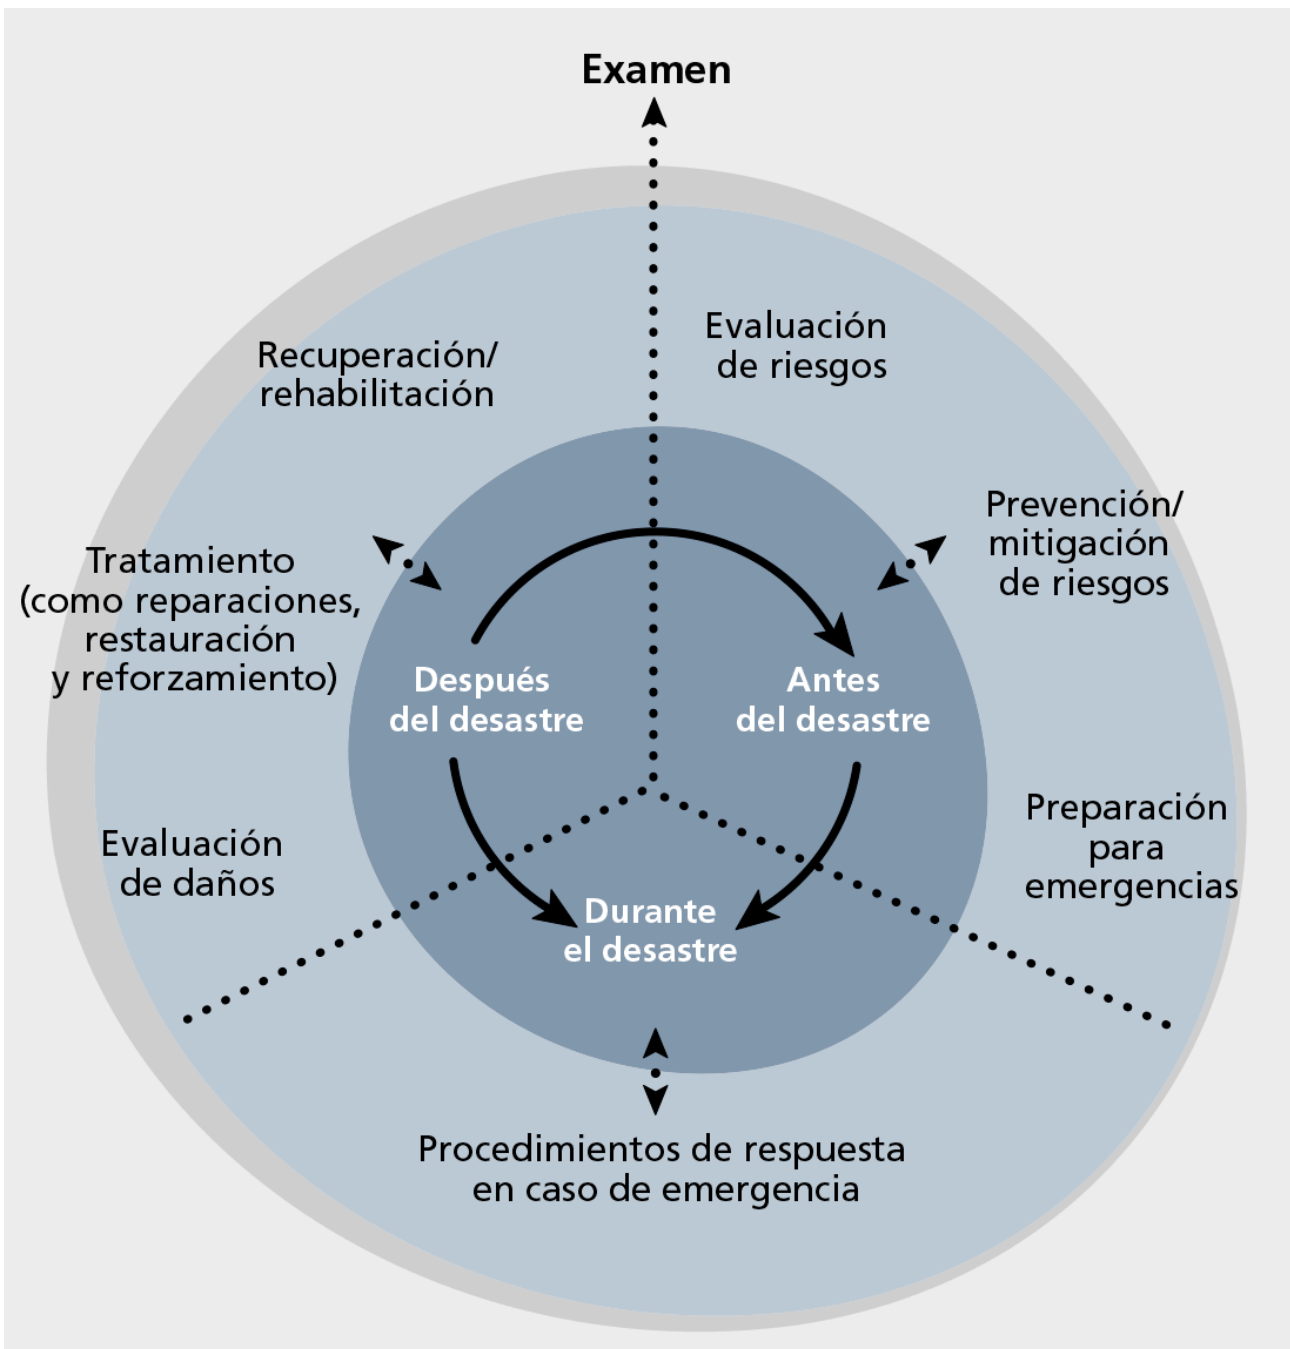 Examen
Evaluación
de riesgos
Recuperación/
rehabilitación
Prevención/
mitigación
de riesgos
Tratamiento
(como reparaciones,
restauración
y reforzamiento)
Después
del desastre
Antes
del desastre
Preparación
para
emergencias
Evaluación
de daños
Durante
el desastre
Procedimientos de respuesta
en caso de emergencia